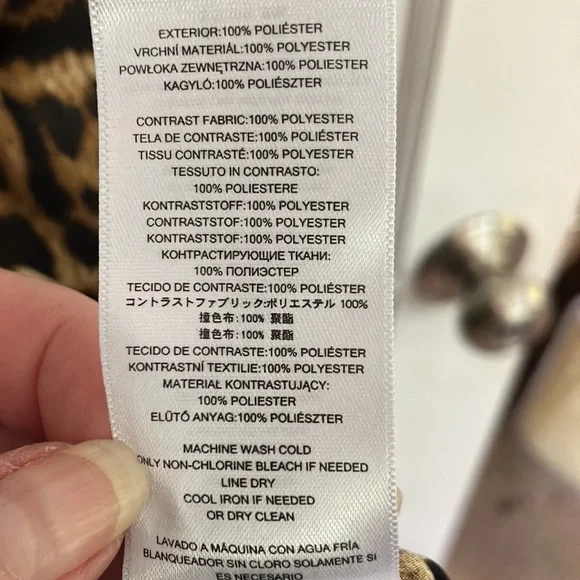 EXTERIOR:100% POLIÉSTER
VRCHNÍ MATERIÁL:100% POLYESTER
POWŁOKA ZEWNĘTRZNA:100% POLIESTER
KAGYLÓ:100% POLIÉSZTER
CONTRAST FABRIC:100% POLYESTER
TELA DE CONTRASTE:100% POLIÉSTER
TISSU CONTRASTÉ:100% POLYESTER
TESSUTO IN CONTRASTO:
100% POLIESTERE
KONTRASTSTOFF:100% POLYESTER
CONTRASTSTOF:100% POLYESTER
KONTRASTSTOF:100% POLYESTER
КОНТРАСТИРУЮЩИЕ ТКАНИ:
100% ПОЛИЭСТЕР
TECIDO DE CONTRASTE:100% POLIÉSTER
コントラストファブリック:ポリエステル 100%
撞色布:100% 聚酯
撞色布:100% 聚酯
TECIDO DE CONTRASTE:100% POLIÉSTER
KONTRASTNÍ TEXTILIE:100% POLYESTER
MATERIAŁ KONTRASTUJĄCY:
100% POLIESTER
ELÜTŐ ANYAG:100% POLIÉSZTER
MACHINE WASH COLD
ONLY NON-CHLORINE BLEACH IF NEEDED
LINE DRY
COOL IRON IF NEEDED
OR DRY CLEAN
LAVADO A MÁQUINA CON AGUA FRÍA
BLANQUEADOR SIN CLORO SOLAMENTE SI
ES NECESARIO